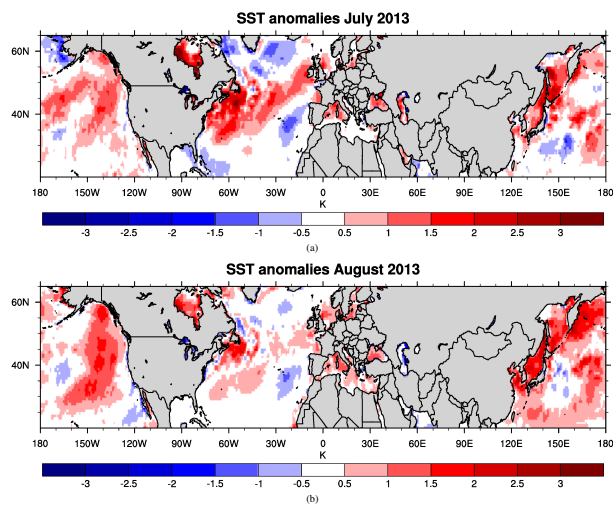 SST anomalies July 2013
60N
40N
180 150W 120W 90W 60W 30W 0 30E 60E 90E 120E 150E 180
K
-3 -2.5 -2 -1.5 -1 -0.5 0.5 1 1.5 2 2.5 3
(a)
SST anomalies August 2013
60N
40N
180 150W 120W 90W 60W 30W 0 30E 60E 90E 120E 150E 180
K
-3 -2.5 -2 -1.5 -1 -0.5 0.5 1 1.5 2 2.5 3
(b)